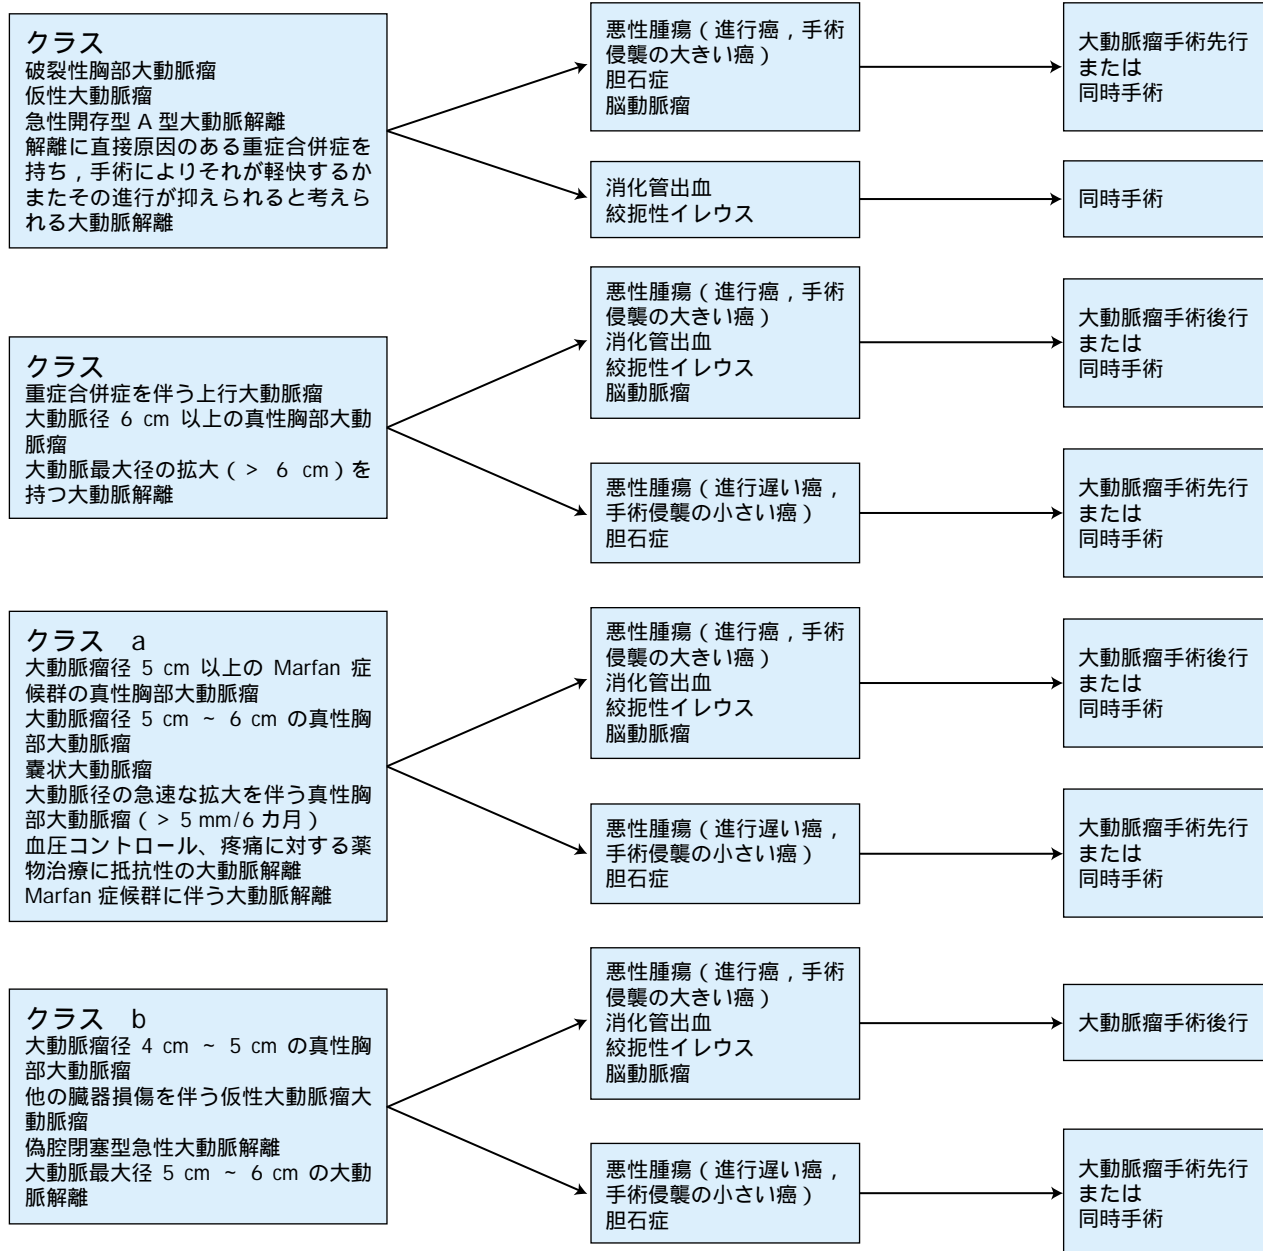 クラス
破裂性胸部大動脈瘤
仮性大動脈瘤
急性開存型 A 型大動脈解離
解離に直接原因のある重症合併症を
持ち，手術によりそれが軽快するか
またその進行が抑えられると考えら
れる大動脈解離
悪性腫瘍（進行癌，手術
侵襲の大きい癌）
胆石症
脳動脈瘤
大動脈瘤手術先行
または
同時手術
消化管出血
絞扼性イレウス
同時手術
クラス
重症合併症を伴う上行大動脈瘤
大動脈径 6 cm 以上の真性胸部大動
脈瘤
大動脈最大径の拡大（> 6 cm）を
持つ大動脈解離
悪性腫瘍（進行癌，手術
侵襲の大きい癌）
消化管出血
絞扼性イレウス
脳動脈瘤
大動脈瘤手術後行
または
同時手術
悪性腫瘍（進行遅い癌，
手術侵襲の小さい癌）
胆石症
大動脈瘤手術先行
または
同時手術
クラス a
大動脈瘤径 5 cm 以上の Marfan 症
候群の真性胸部大動脈瘤
大動脈瘤径 5 cm ~ 6 cm の真性胸
部大動脈瘤
嚢状大動脈瘤
大動脈径の急速な拡大を伴う真性胸
部大動脈瘤（> 5 mm/6 カ月）
血圧コントロール、疼痛に対する薬
物治療に抵抗性の大動脈解離
Marfan 症候群に伴う大動脈解離
悪性腫瘍（進行癌，手術
侵襲の大きい癌）
消化管出血
絞扼性イレウス
脳動脈瘤
大動脈瘤手術後行
または
同時手術
悪性腫瘍（進行遅い癌，
手術侵襲の小さい癌）
胆石症
大動脈瘤手術先行
または
同時手術
クラス b
大動脈瘤径 4 cm ~ 5 cm の真性胸
部大動脈瘤
他の臓器損傷を伴う仮性大動脈瘤大
動脈瘤
偽腔閉塞型急性大動脈解離
大動脈最大径 5 cm ~ 6 cm の大動
脈解離
悪性腫瘍（進行癌，手術
侵襲の大きい癌）
消化管出血
絞扼性イレウス
脳動脈瘤
大動脈瘤手術後行
悪性腫瘍（進行遅い癌，
手術侵襲の小さい癌）
胆石症
大動脈瘤手術先行
または
同時手術